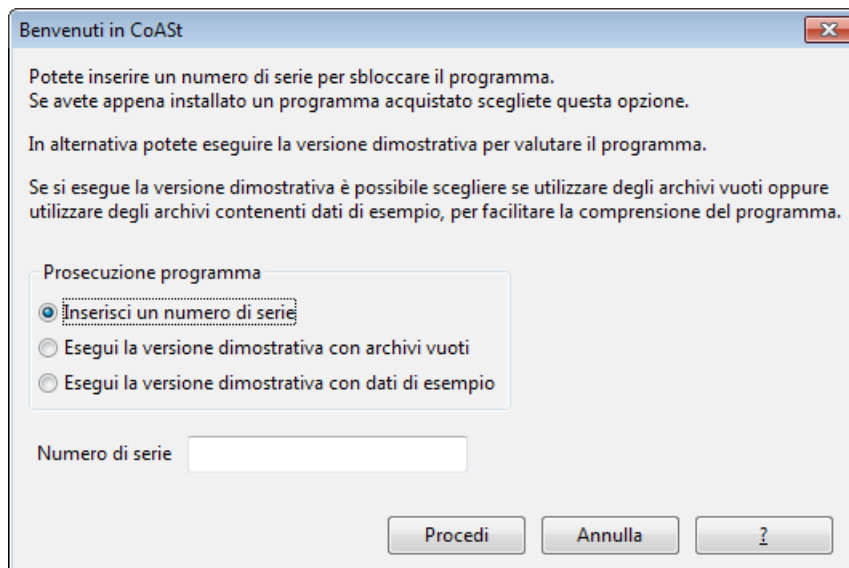 Benvenuti in CoASt
Potete inserire un numero di serie per sbloccare il programma.
Se avete appena installato un programma acquistato scegliete questa opzione.
In alternativa potete eseguire la versione dimostrativa per valutare il programma.
Se si esegue la versione dimostrativa è possibile scegliere se utilizzare degli archivi vuoti oppure
utilizzare degli archivi contenenti dati di esempio, per facilitare la comprensione del programma.
Prosecuzione programma
Inserisci un numero di serie
Esegui la versione dimostrativa con archivi vuoti
Esegui la versione dimostrativa con dati di esempio
Numero di serie
Procedi Annulla ?